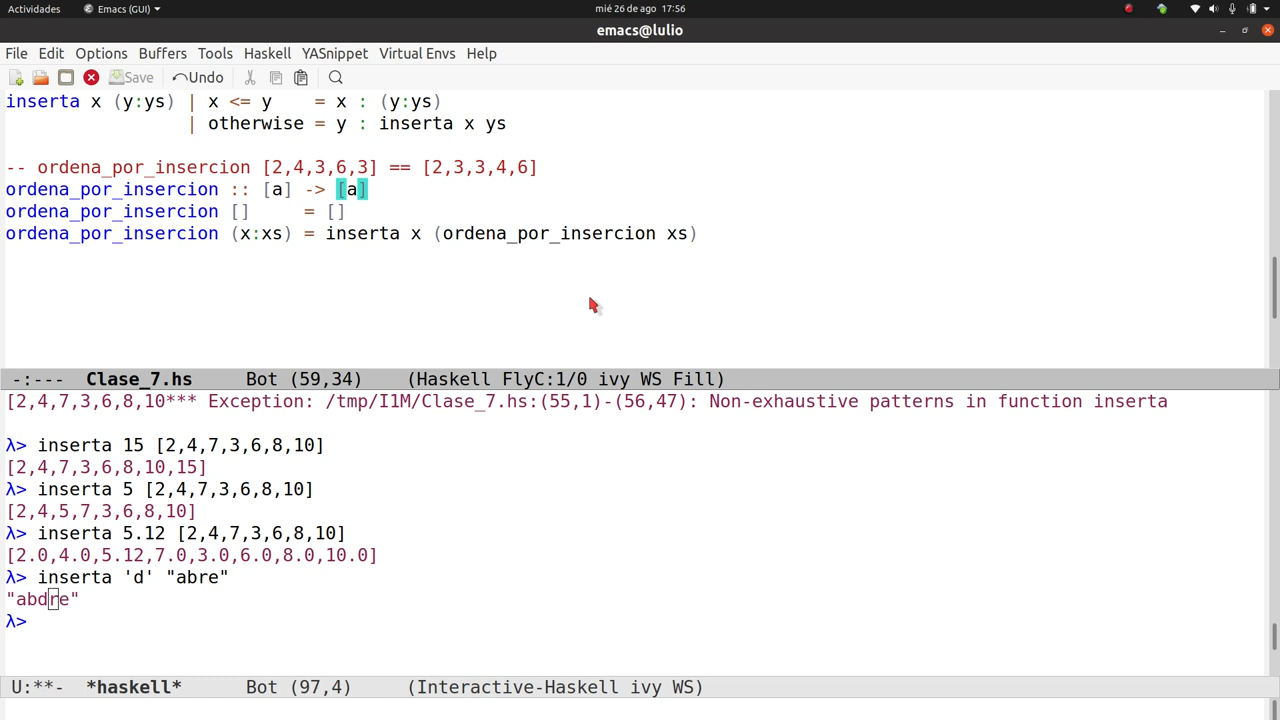 Actividades Emacs (GUI) mié 26 de ago 17:56
emacs@lulio
File Edit Options Buffers Tools Haskell YASnippet Virtual Envs Help
Save Undo
inserta x (y:ys) | x <= y    = x : (y:ys)
                 | otherwise = y : inserta x ys
-- ordena_por_insercion [2,4,3,6,3] == [2,3,3,4,6]
ordena_por_insercion :: [a] -> [a]
ordena_por_insercion []     = []
ordena_por_insercion (x:xs) = inserta x (ordena_por_insercion xs)
-:---  Clase_7.hs     Bot (59,34)    (Haskell FlyC:1/0 ivy WS Fill)
[2,4,7,3,6,8,10*** Exception: /tmp/I1M/Clase_7.hs:(55,1)-(56,47): Non-exhaustive patterns in function inserta
λ> inserta 15 [2,4,7,3,6,8,10]
[2,4,7,3,6,8,10,15]
λ> inserta 5 [2,4,7,3,6,8,10]
[2,4,5,7,3,6,8,10]
λ> inserta 5.12 [2,4,7,3,6,8,10]
[2.0,4.0,5.12,7.0,3.0,6.0,8.0,10.0]
λ> inserta 'd' "abre"
"abdre"
λ>
U:**-  *haskell*      Bot (97,4)     (Interactive-Haskell ivy WS)